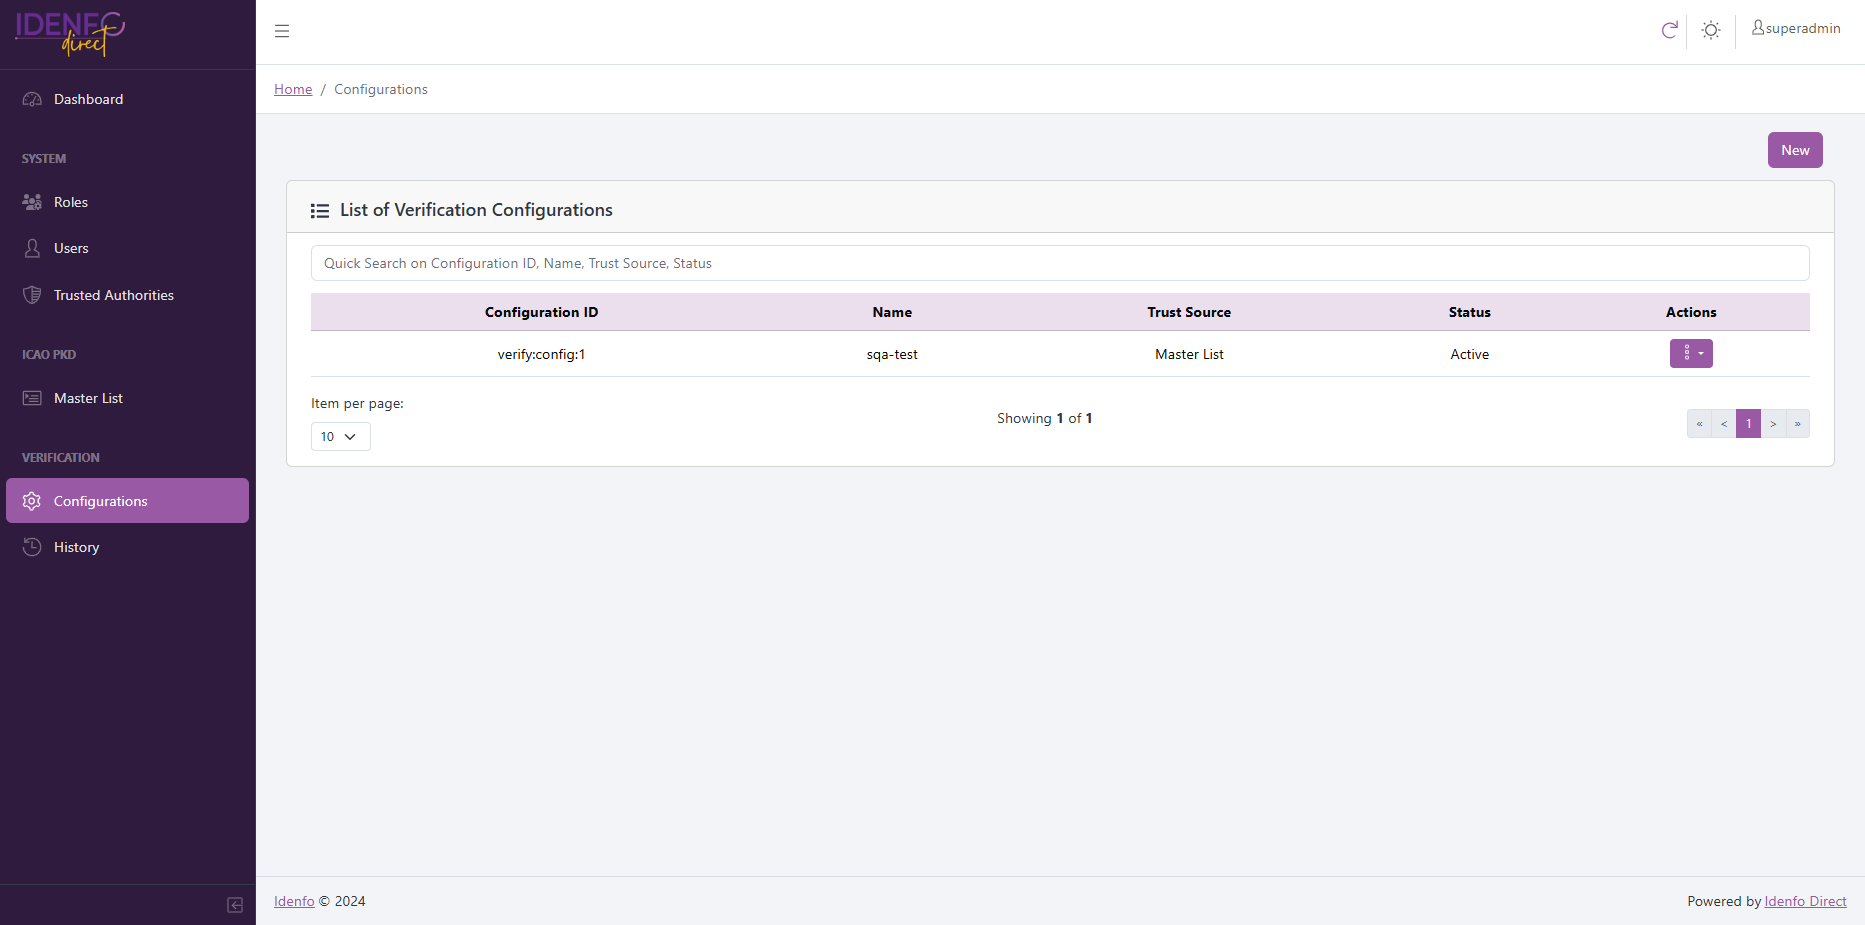 IDENFO
direct
superadmin
Home / Configurations
Dashboard
SYSTEM
Roles
Users
Trusted Authorities
ICAO PKD
Master List
VERIFICATION
Configurations
History
New
List of Verification Configurations
Quick Search on Configuration ID, Name, Trust Source, Status
Configuration ID Name Trust Source Status Actions
verify:config:1 sqa-test Master List Active
Item per page:
10
Showing 1 of 1
« < 1 > »
Idenfo © 2024
Powered by Idenfo Direct